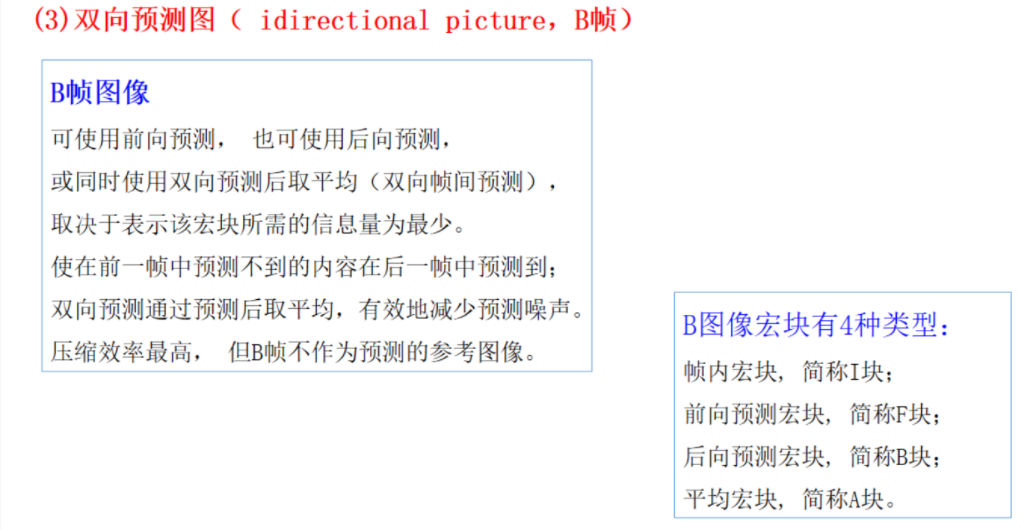 (3)双向预测图（ idirectional picture，B帧）
B帧图像
可使用前向预测， 也可使用后向预测，
或同时使用双向预测后取平均（双向帧间预测），
取决于表示该宏块所需的信息量为最少。
使在前一帧中预测不到的内容在后一帧中预测到；
双向预测通过预测后取平均，有效地减少预测噪声。
压缩效率最高， 但B帧不作为预测的参考图像。
B图像宏块有4种类型：
帧内宏块, 简称I块；
前向预测宏块, 简称F块；
后向预测宏块, 简称B块；
平均宏块, 简称A块。